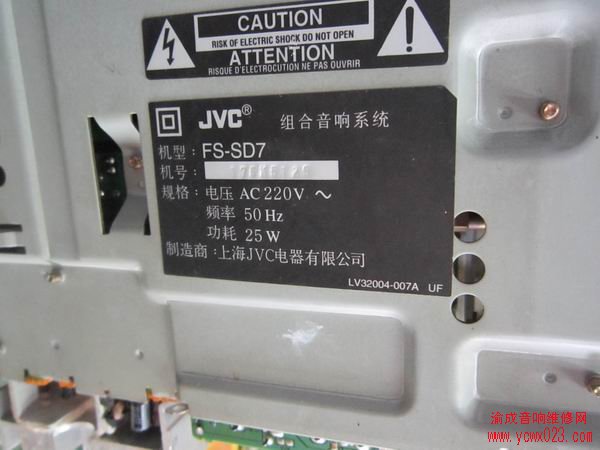 CAUTION
RISK OF ELECTRIC SHOCK DO NOT OPEN
ATTENTION
RISQUE D'ELECTROCUTION NE PAS OUVRIR
JVC® 组合音响系统
机型: FS-SD7
机号:
规格: 电压 AC 220V ～
频率 50 Hz
功耗 25 W
制造商: 上海JVC电器有限公司
LV32004-007A UF
渝成音响维修网
www.ycwx023.com